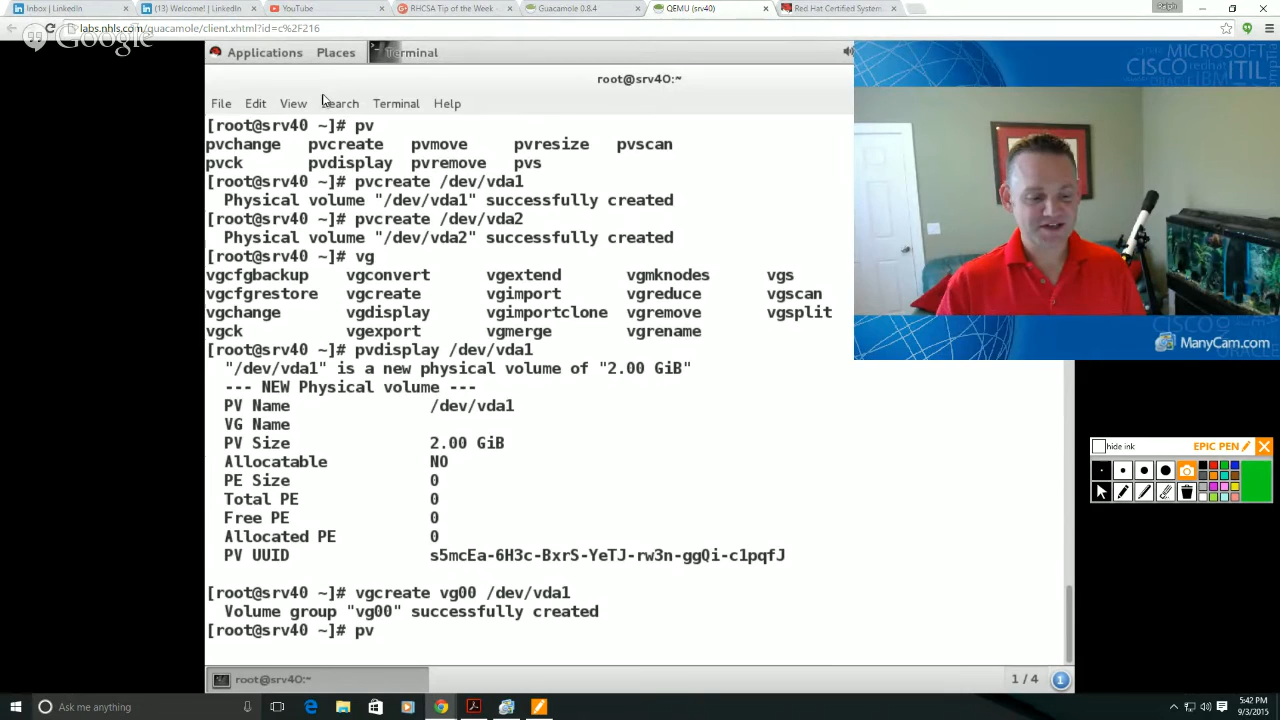 Inbox | LinkedIn
(13) Welcome! | LinkedIn
YouTube
RHCSA Tip of the Week -
Guacamole 0.8.4
QEMU (srv40)
Red Hat Certified System
Ralph
labs.nhls.com/guacamole/client.xhtml?id=c%2F216
Google
Applications Places Terminal
root@srv40:~
File Edit View Search Terminal Help
[root@srv40 ~]# pv
pvchange pvcreate pvmove pvresize pvscan
pvck pvdisplay pvremove pvs
[root@srv40 ~]# pvcreate /dev/vda1
Physical volume "/dev/vda1" successfully created
[root@srv40 ~]# pvcreate /dev/vda2
Physical volume "/dev/vda2" successfully created
[root@srv40 ~]# vg
vgcfgbackup vgconvert vgextend vgmknodes vgs
vgcfgrestore vgcreate vgimport vgreduce vgscan
vgchange vgdisplay vgimportclone vgremove vgsplit
vgck vgexport vgmerge vgrename
[root@srv40 ~]# pvdisplay /dev/vda1
"/dev/vda1" is a new physical volume of "2.00 GiB"
--- NEW Physical volume ---
PV Name /dev/vda1
VG Name
PV Size 2.00 GiB
Allocatable NO
PE Size 0
Total PE 0
Free PE 0
Allocated PE 0
PV UUID s5mcEa-6H3c-BxrS-YeTJ-rw3n-ggQi-c1pqfJ
[root@srv40 ~]# vgcreate vg00 /dev/vda1
Volume group "vg00" successfully created
[root@srv40 ~]# pv
root@srv40:~
1 / 4
1
MICROSOFT
CISCO redhat ITIL
ManyCam.com
hide ink EPIC PEN
Ask me anything
5:42 PM
9/3/2015